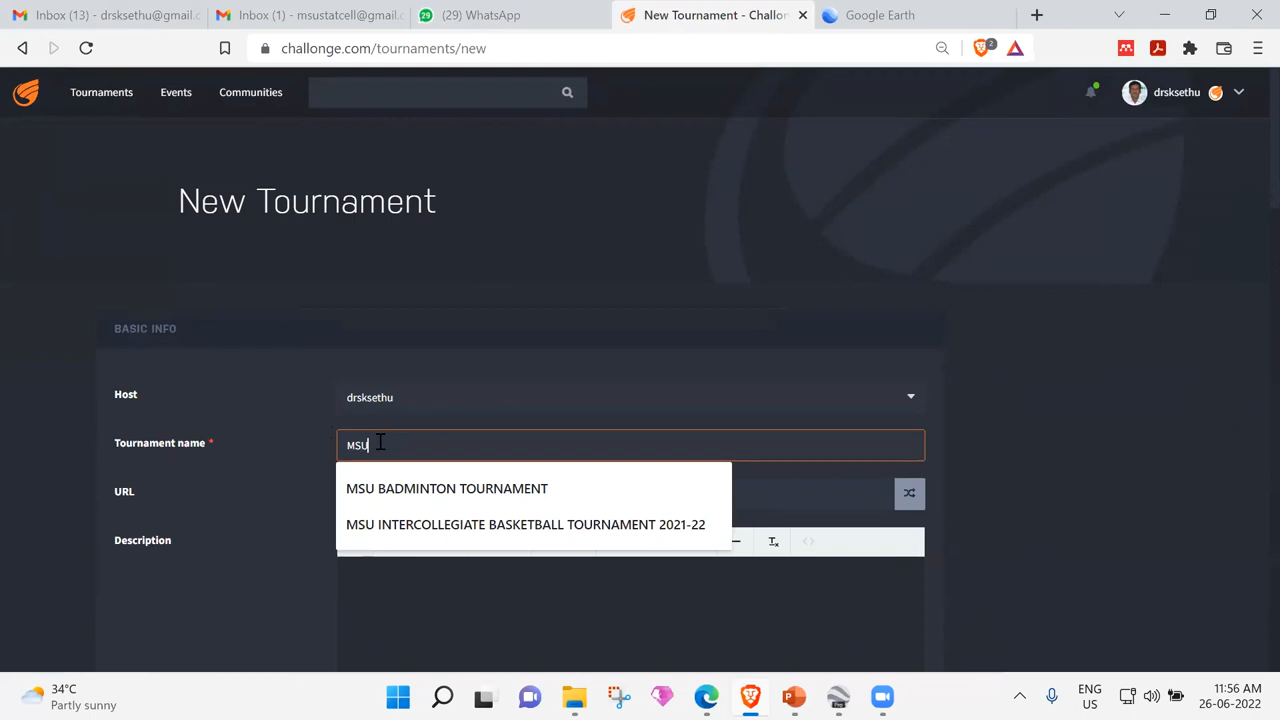 Inbox (13) - drsksethu@gmail.c
Inbox (1) - msustatcell@gmail.c
(29) WhatsApp
New Tournament - Challo
Google Earth
challonge.com/tournaments/new
2
Tournaments
Events
Communities
drsksethu
New Tournament
BASIC INFO
Host
drsksethu
Tournament name *
MSU
MSU BADMINTON TOURNAMENT
MSU INTERCOLLEGIATE BASKETBALL TOURNAMENT 2021-22
URL
Description
34°C
Partly sunny
ENG
US
11:56 AM
26-06-2022